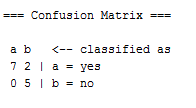 === Confusion Matrix ===
a b <-- classified as
7 2 | a = yes
0 5 | b = no